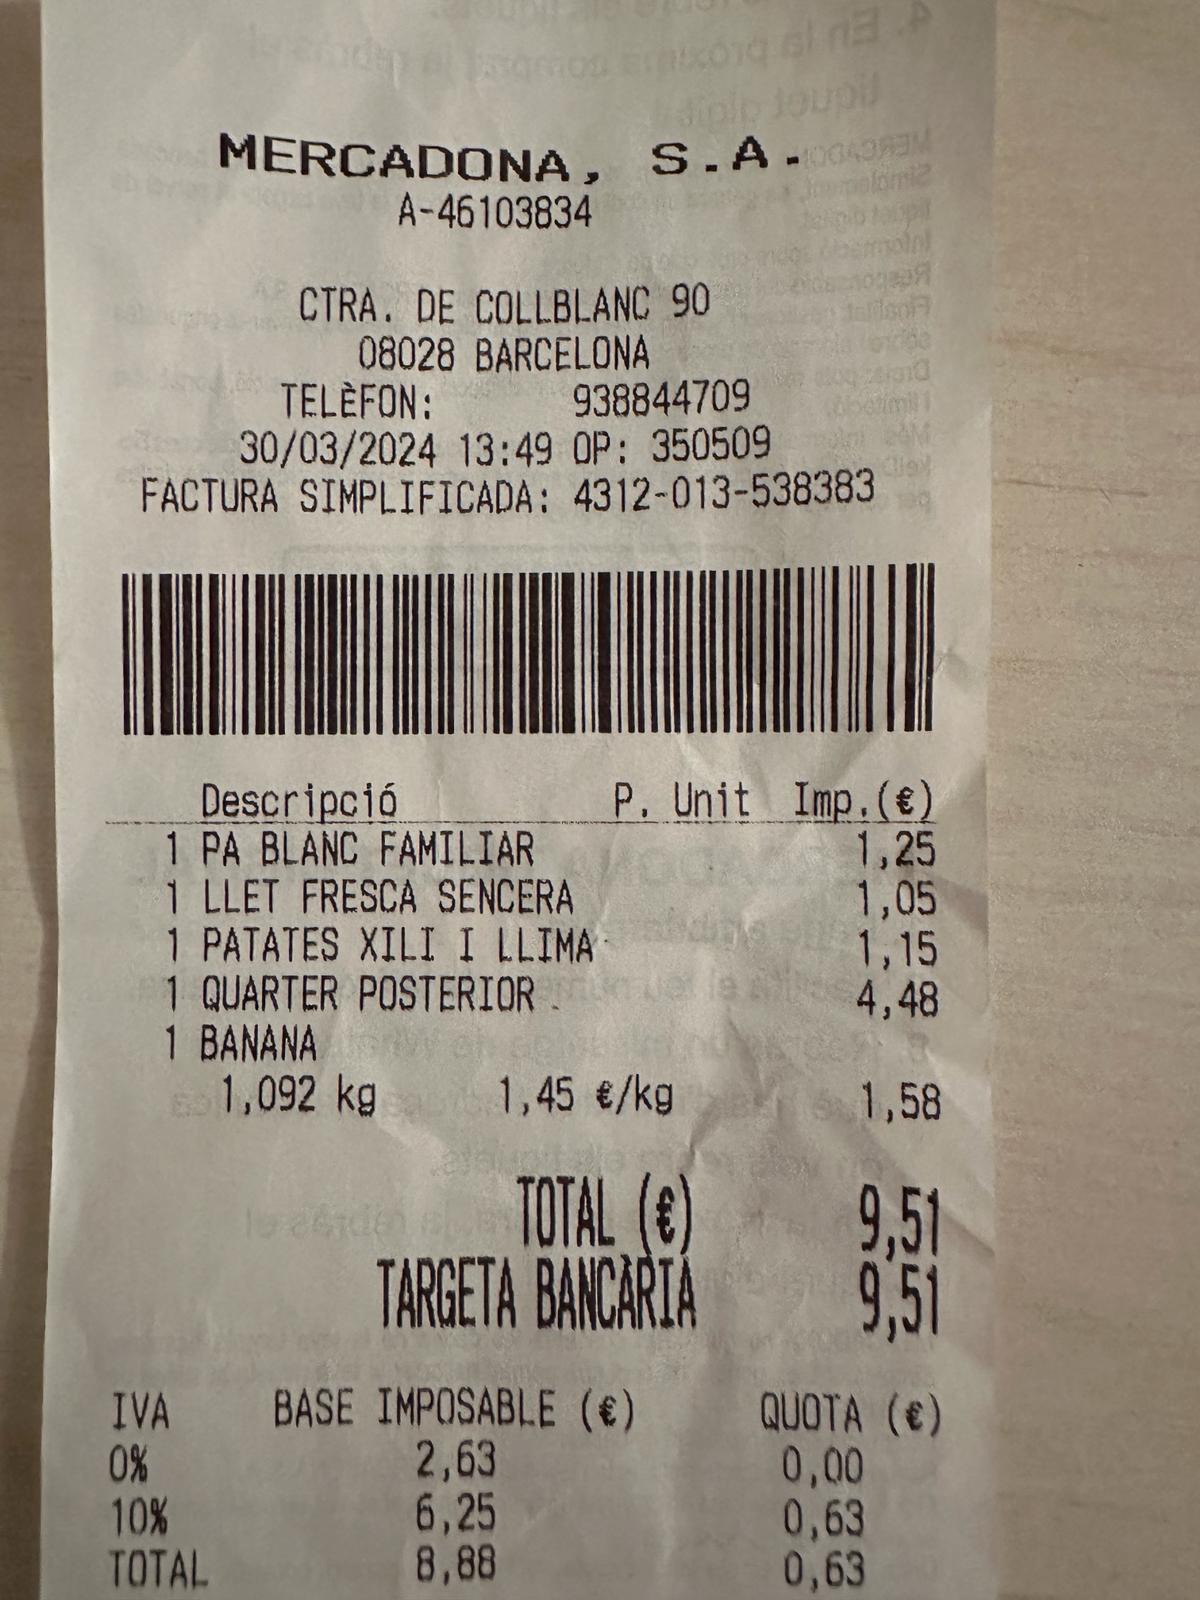 MERCADONA, S.A.
A-46103834
CTRA. DE COLLBLANC 90
08028 BARCELONA
TELÈFON: 938844709
30/03/2024 13:49 OP: 350509
FACTURA SIMPLIFICADA: 4312-013-538383
Descripció P. Unit Imp.(€)
1 PA BLANC FAMILIAR 1,25
1 LLET FRESCA SENCERA 1,05
1 PATATES XILI I LLIMA 1,15
1 QUARTER POSTERIOR 4,48
1 BANANA
1,092 kg 1,45 €/kg 1,58
TOTAL (€) 9,51
TARGETA BANCÀRIA 9,51
IVA BASE IMPOSABLE (€) QUOTA (€)
0% 2,63 0,00
10% 6,25 0,63
TOTAL 8,88 0,63